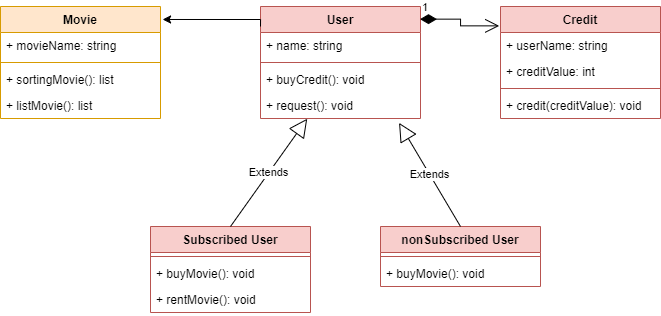 Movie
+ movieName: string
+ sortingMovie(): list
+ listMovie(): list
User
+ name: string
+ buyCredit(): void
+ request(): void
1
Credit
+ userName: string
+ creditValue: int
+ credit(creditValue): void
Extends
Extends
Subscribed User
+ buyMovie(): void
+ rentMovie(): void
nonSubscribed User
+ buyMovie(): void